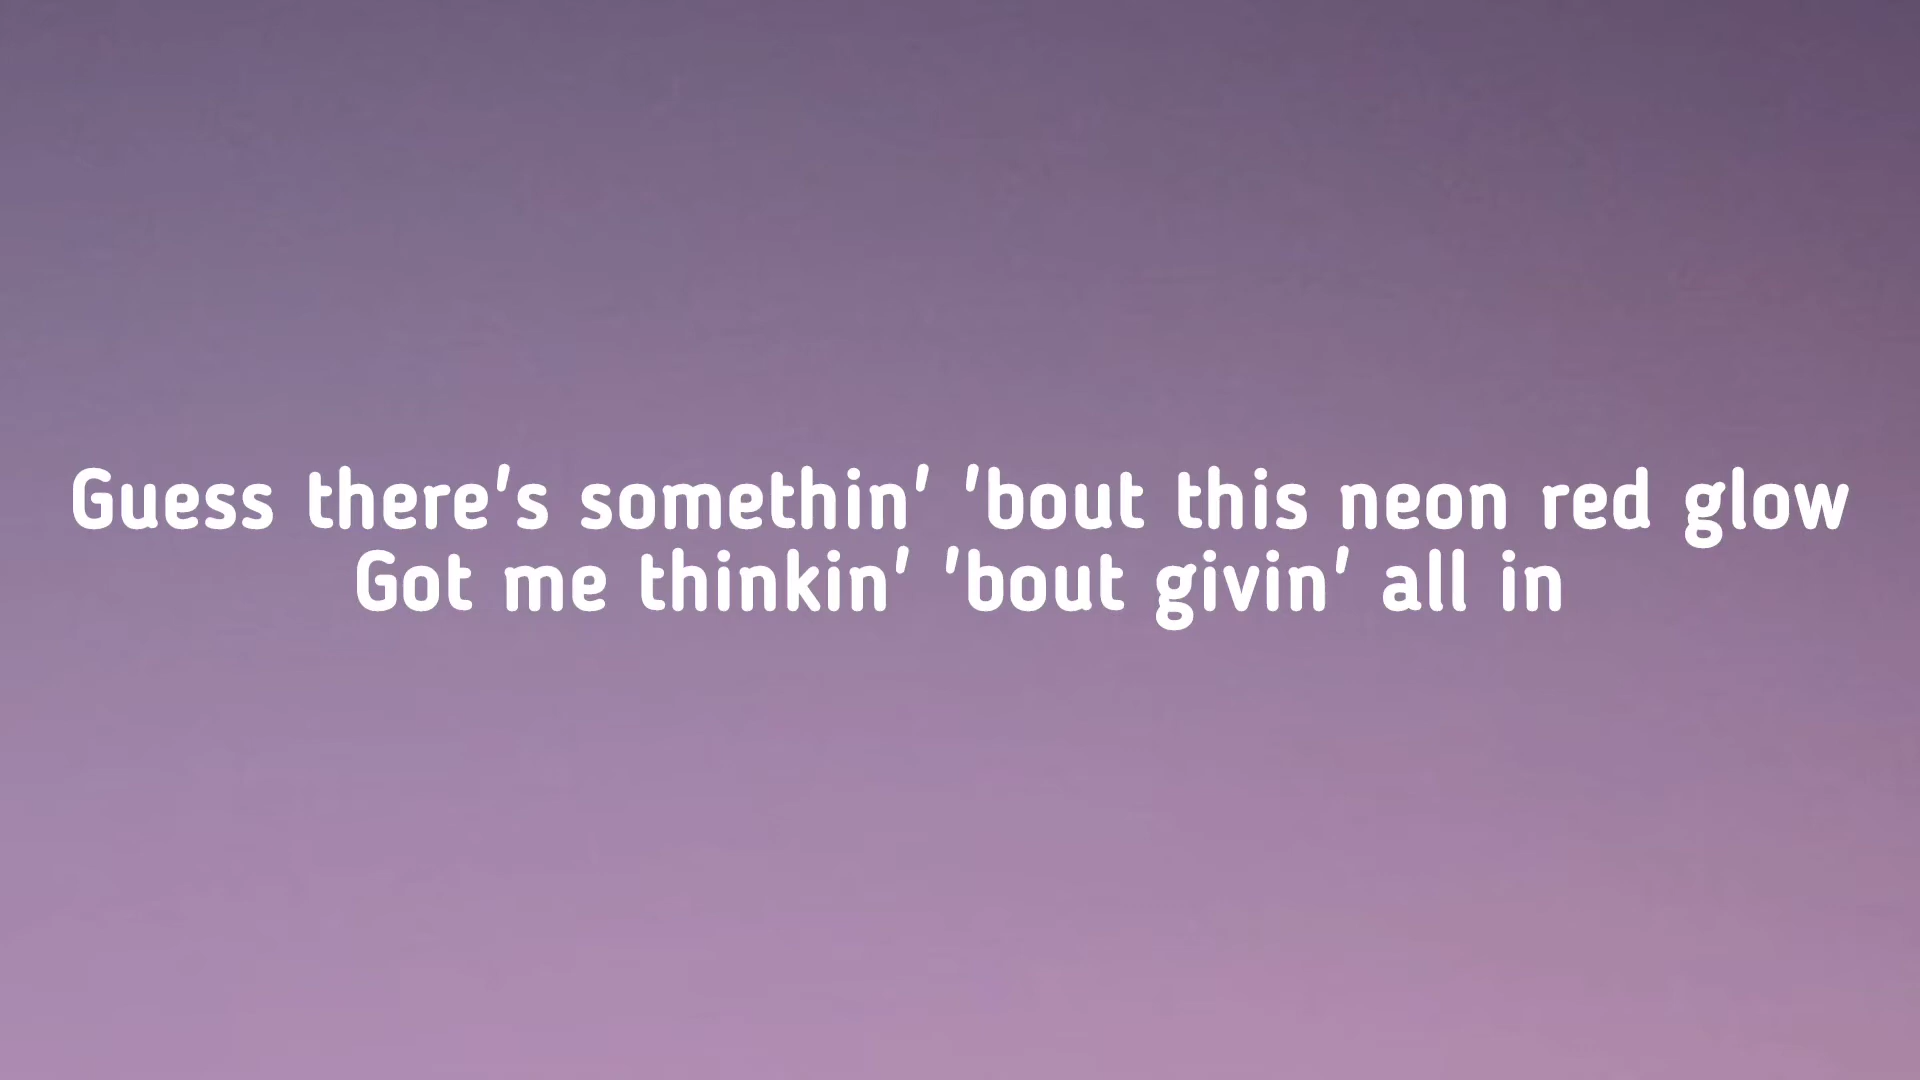 Guess there's somethin' 'bout this neon red glow
Got me thinkin' 'bout givin' all in